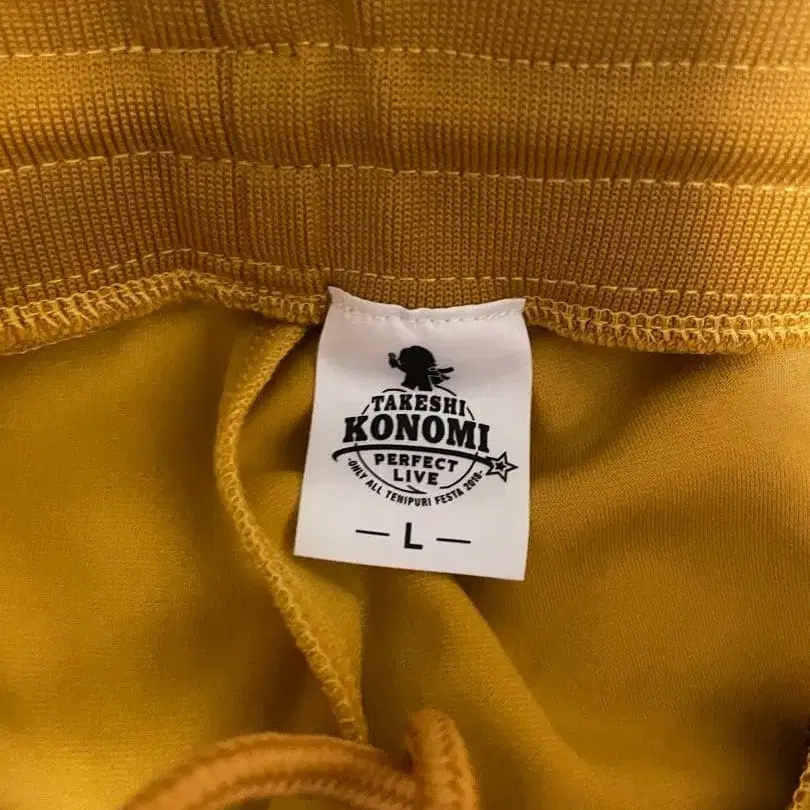 TAKESHI
KONOMI
PERFECT
LIVE
-ONLY ALL TENIPURI FESTA 2018-
— L —